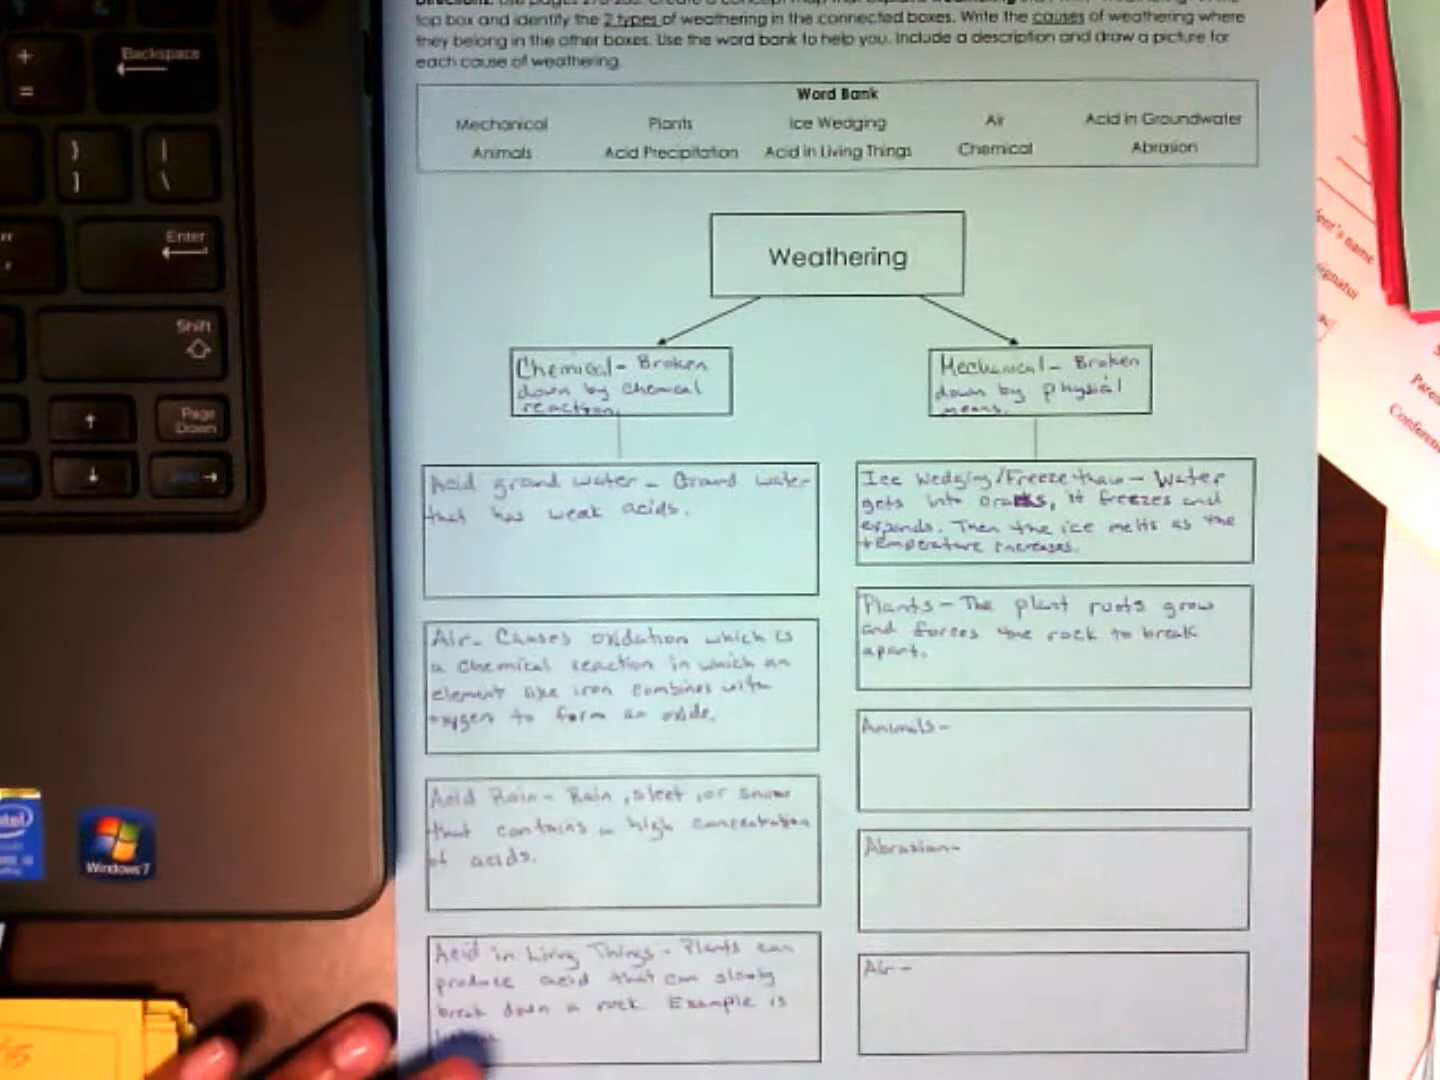 top box and identify the 2 types of weathering in the connected boxes. Write the causes of weathering where
they belong in the other boxes. Use the word bank to help you. Include a description and draw a picture for
each cause of weathering.
Word Bank
Mechanical Plants Ice Wedging Air Acid in Groundwater
Animals Acid Precipitation Acid in Living Things Chemical Abrasion
Weathering
Chemical- Broken
down by chemical
reaction.
Mechanical- Broken
down by physical
means.
Acid ground water- Ground water
that has weak acids.
Air- Causes oxidation which is
a chemical reaction in which an
element like iron combines with
oxygen to form an oxide.
Acid Rain- Rain, sleet, or snow
that contains a high concentration
of acids.
Acid in Living Things- Plants can
produce acid that can slowly
break down a rock. Example is
Ice Wedging/Freeze-thaw- Water
gets into cracks, it freezes and
expands. Then the ice melts as the
temperature increases.
Plants- The plant roots grow
and forces the rock to break
apart.
Animals-
Abrasion-
Air-
+
=
Backspace
}
]
|
\
Enter
Shift
Page
Down
intel
Windows 7
's name